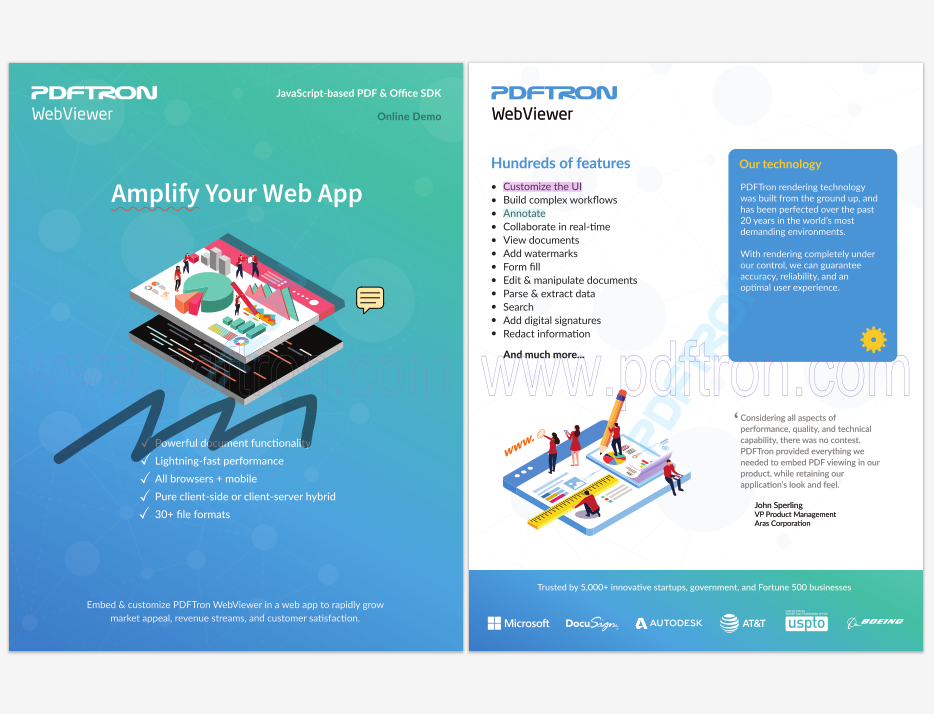 PDFTRON
WebViewer
JavaScript-based PDF & Office SDK
Online Demo
Amplify Your Web App
www.pdftron.com
Powerful document functionality
Lightning-fast performance
All browsers + mobile
Pure client-side or client-server hybrid
30+ file formats
Embed & customize PDFTron WebViewer in a web app to rapidly grow
market appeal, revenue streams, and customer satisfaction.
PDFTRON
WebViewer
Hundreds of features
Customize the UI
Build complex workflows
Annotate
Collaborate in real-time
View documents
Add watermarks
Form fill
Edit & manipulate documents
Parse & extract data
Search
Add digital signatures
Redact information
And much more...
Our technology
PDFTron rendering technology
was built from the ground up, and
has been perfected over the past
20 years in the world's most
demanding environments.
With rendering completely under
our control, we can guarantee
accuracy, reliability, and an
optimal user experience.
PDFTRON
www.pdftron.com
www.
‘ Considering all aspects of
performance, quality, and technical
capability, there was no contest.
PDFTron provided everything we
needed to embed PDF viewing in our
product, while retaining our
application's look and feel.
John Sperling
VP Product Management
Aras Corporation
Trusted by 5,000+ innovative startups, government, and Fortune 500 businesses
Microsoft
DocuSign
AUTODESK
AT&T
uspto
BOEING